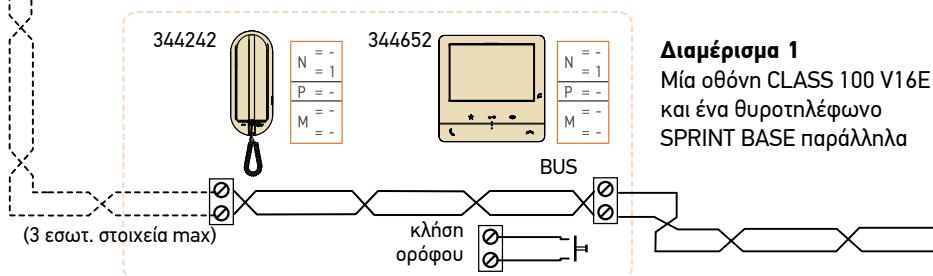 344242
N = -
= 1
P = -
M = -
= -
344652
N = -
= 1
P = -
M = -
= -
Διαμέρισμα 1
Μία οθόνη CLASS 100 V16E
και ένα θυροτηλέφωνο
SPRINT BASE παράλληλα
BUS
(3 εσωτ. στοιχεία max)
κλήση
ορόφου